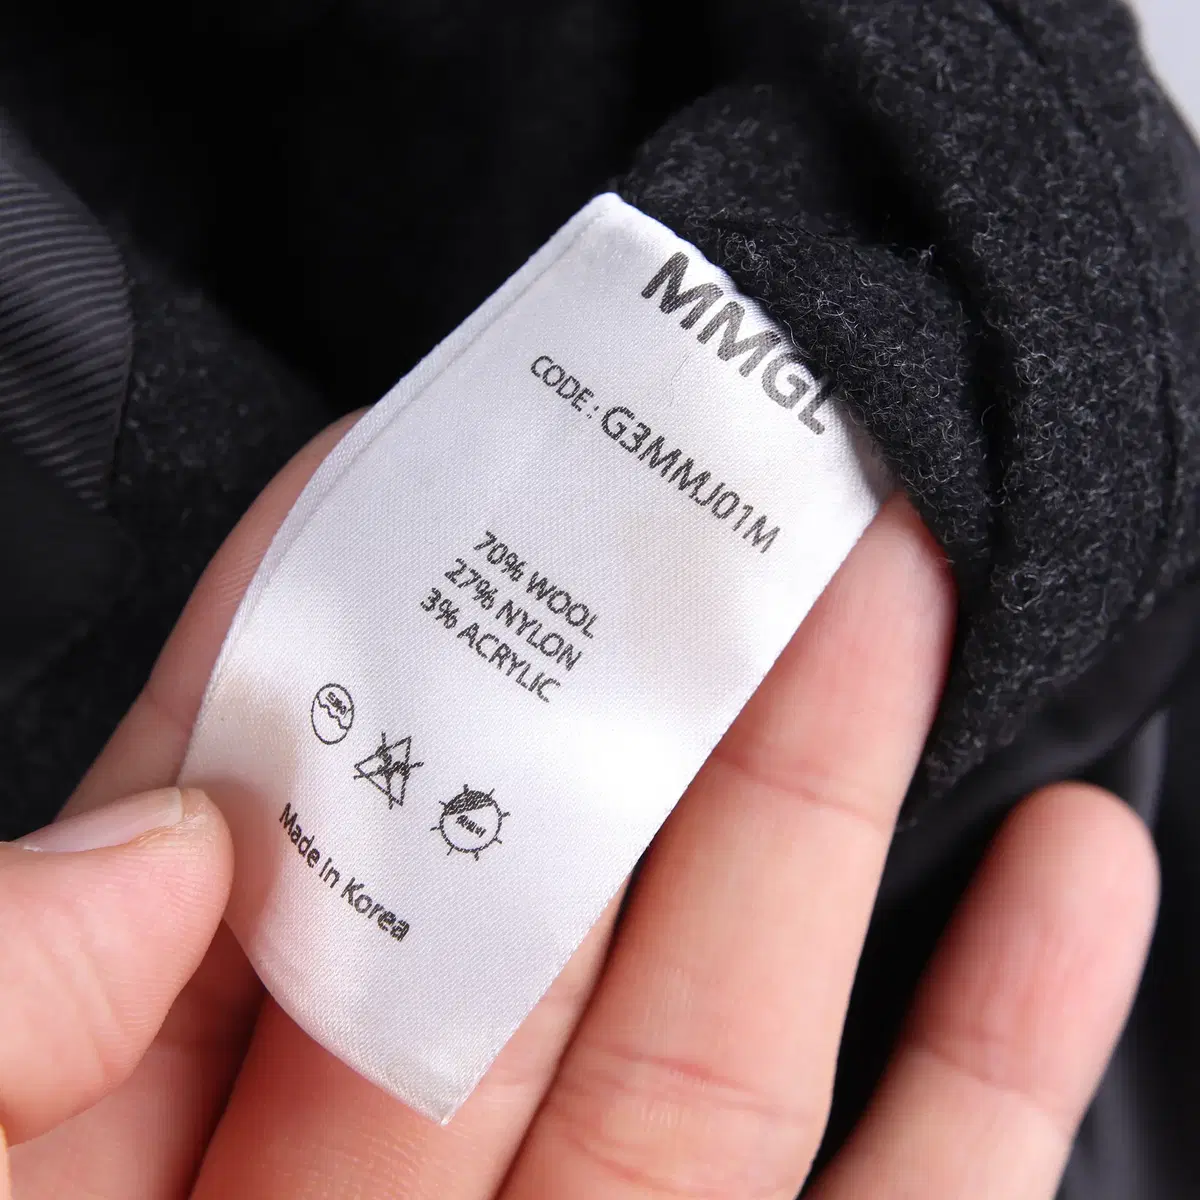 MMGL
CODE : G3MMJ01M
70% WOOL
27% NYLON
3% ACRYLIC
Made In Korea